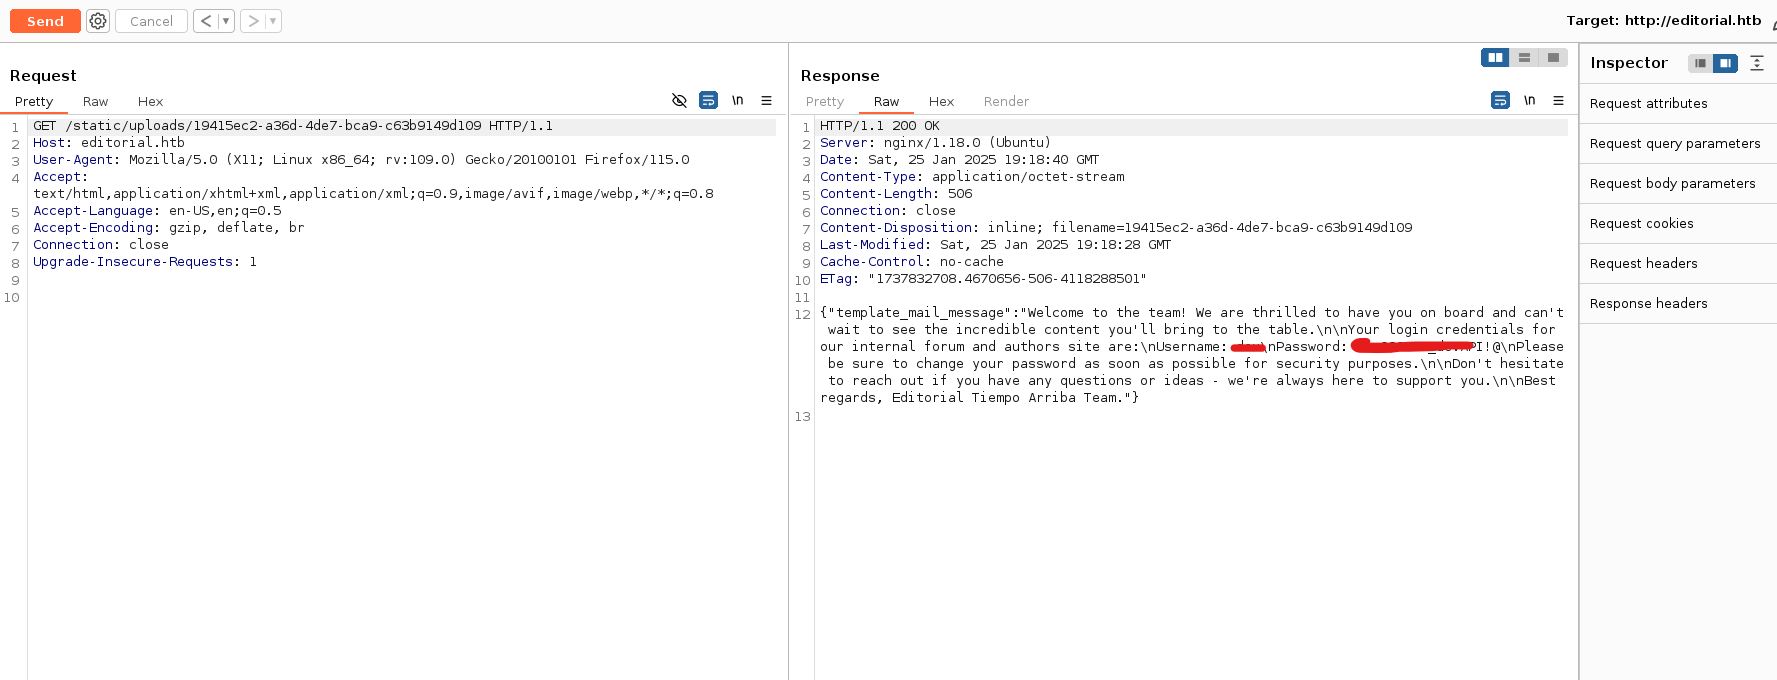 Send
Cancel
Target: http://editorial.htb
Request
Pretty Raw Hex
\n
1 GET /static/uploads/19415ec2-a36d-4de7-bca9-c63b9149d109 HTTP/1.1
2 Host: editorial.htb
3 User-Agent: Mozilla/5.0 (X11; Linux x86_64; rv:109.0) Gecko/20100101 Firefox/115.0
4 Accept:
text/html,application/xhtml+xml,application/xml;q=0.9,image/avif,image/webp,*/*;q=0.8
5 Accept-Language: en-US,en;q=0.5
6 Accept-Encoding: gzip, deflate, br
7 Connection: close
8 Upgrade-Insecure-Requests: 1
9
10
Response
Pretty Raw Hex Render
\n
1 HTTP/1.1 200 OK
2 Server: nginx/1.18.0 (Ubuntu)
3 Date: Sat, 25 Jan 2025 19:18:40 GMT
4 Content-Type: application/octet-stream
5 Content-Length: 506
6 Connection: close
7 Content-Disposition: inline; filename=19415ec2-a36d-4de7-bca9-c63b9149d109
8 Last-Modified: Sat, 25 Jan 2025 19:18:28 GMT
9 Cache-Control: no-cache
10 ETag: "1737832708.4670656-506-4118288501"
11
12 {"template_mail_message":"Welcome to the team! We are thrilled to have you on board and can't
wait to see the incredible content you'll bring to the table.\n\nYour login credentials for
our internal forum and authors site are:\nUsername: \nPassword: PI!@\nPlease
be sure to change your password as soon as possible for security purposes.\n\nDon't hesitate
to reach out if you have any questions or ideas - we're always here to support you.\n\nBest
regards, Editorial Tiempo Arriba Team."}
13
Inspector
Request attributes
Request query parameters
Request body parameters
Request cookies
Request headers
Response headers